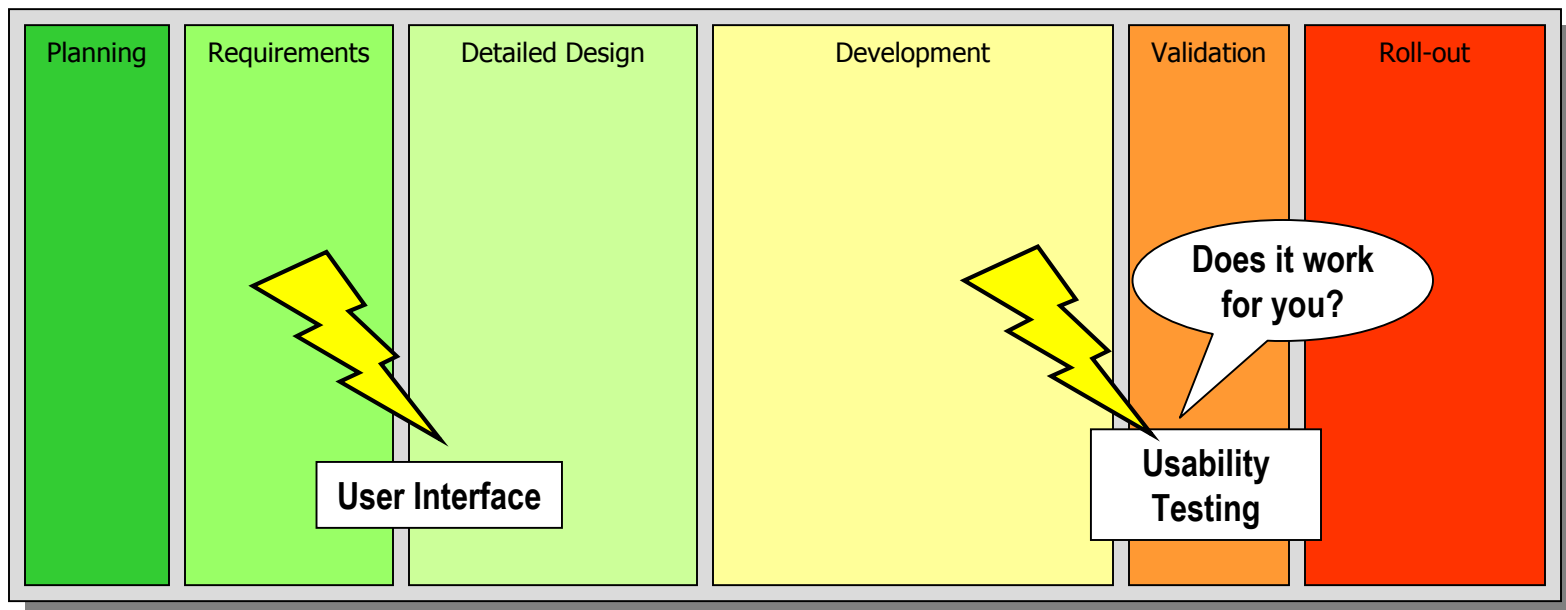 Planning
Requirements
Detailed Design
Development
Validation
Roll-out
Does it work
for you?
User Interface
Usability
Testing